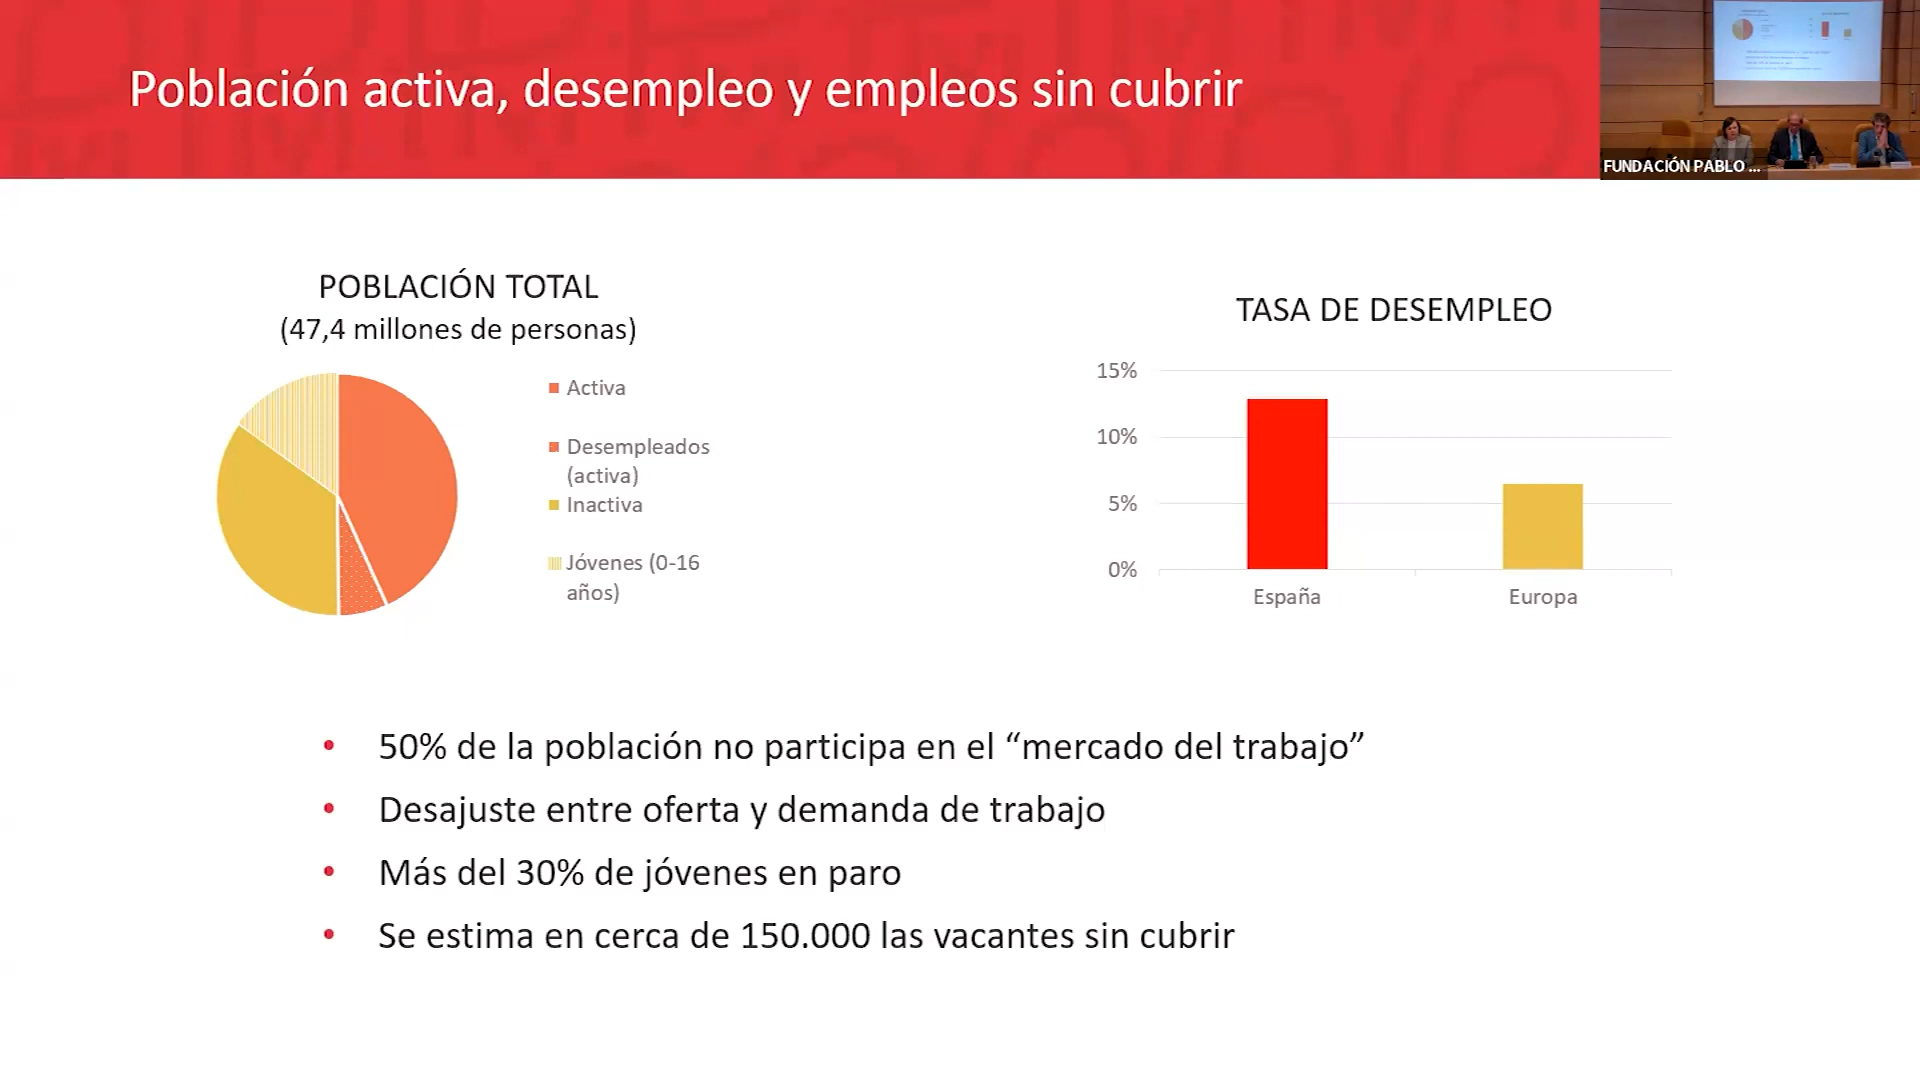 Población activa, desempleo y empleos sin cubrir
FUNDACIÓN PABLO ...
POBLACIÓN TOTAL
(47,4 millones de personas)
Activa
Desempleados
(activa)
Inactiva
Jóvenes (0-16
años)
TASA DE DESEMPLEO
15%
10%
5%
0%
España
Europa
• 50% de la población no participa en el “mercado del trabajo”
• Desajuste entre oferta y demanda de trabajo
• Más del 30% de jóvenes en paro
• Se estima en cerca de 150.000 las vacantes sin cubrir